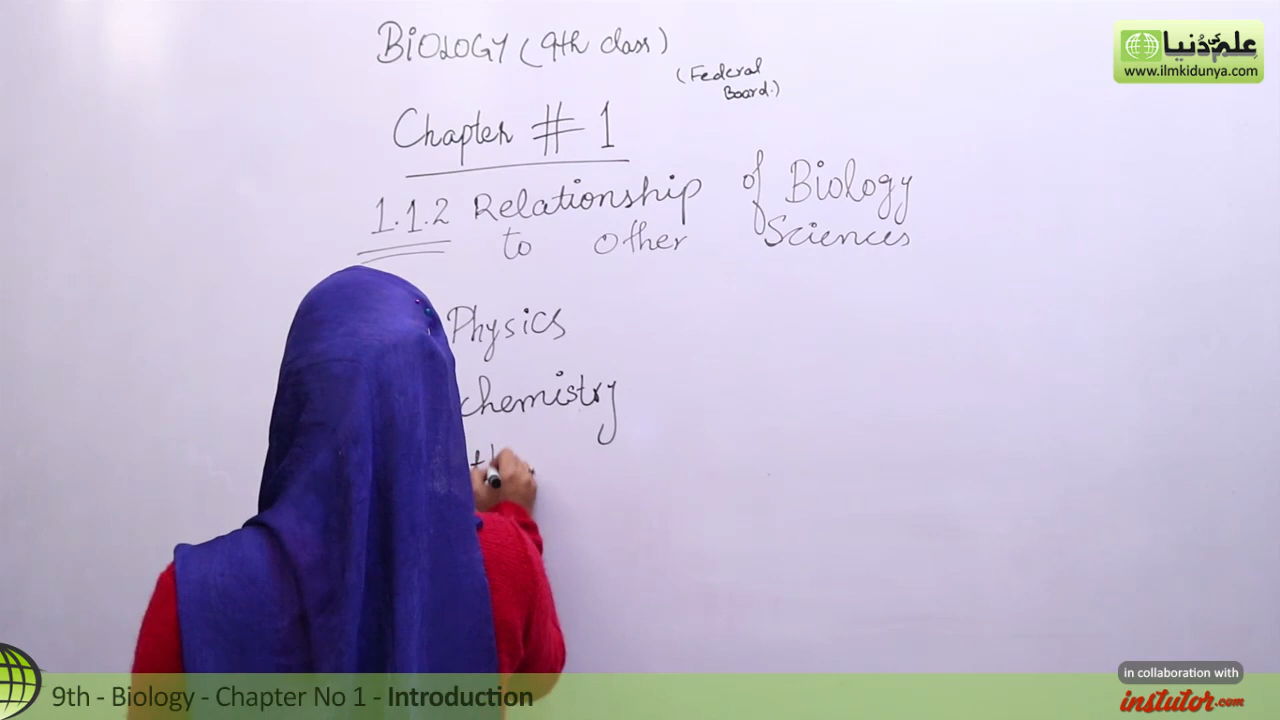 BiOLOGY (9th class)
(Federal
Board.)
Chapter # 1
1.1.2 Relationship of Biology
to other Sciences
Physics
chemistry
علم کی دنیا
www.ilmkidunya.com
9th - Biology - Chapter No 1 - Introduction
in collaboration with
instutor.com